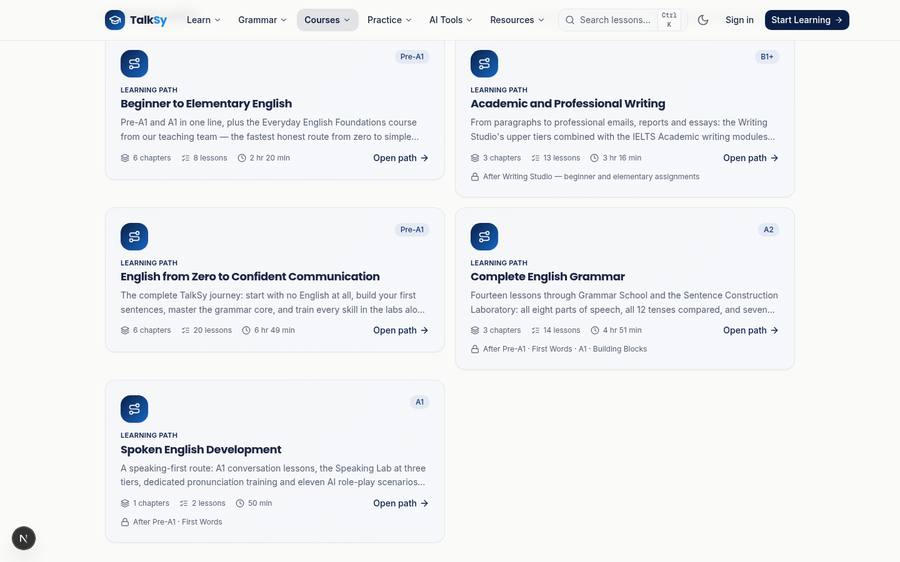 TalkSy
Learn
Grammar
Courses
Practice
AI Tools
Resources
Search lessons...
Ctrl K
Sign in
Start Learning →
Pre-A1
LEARNING PATH
Beginner to Elementary English
Pre-A1 and A1 in one line, plus the Everyday English Foundations course
from our teaching team — the fastest honest route from zero to simple...
6 chapters 8 lessons 2 hr 20 min Open path →
B1+
LEARNING PATH
Academic and Professional Writing
From paragraphs to professional emails, reports and essays: the Writing
Studio's upper tiers combined with the IELTS Academic writing modules...
3 chapters 13 lessons 3 hr 16 min Open path →
After Writing Studio — beginner and elementary assignments
Pre-A1
LEARNING PATH
English from Zero to Confident Communication
The complete TalkSy journey: start with no English at all, build your first
sentences, master the grammar core, and train every skill in the labs alo...
6 chapters 20 lessons 6 hr 49 min Open path →
A2
LEARNING PATH
Complete English Grammar
Fourteen lessons through Grammar School and the Sentence Construction
Laboratory: all eight parts of speech, all 12 tenses compared, and seven...
3 chapters 14 lessons 4 hr 51 min Open path →
After Pre-A1 · First Words · A1 · Building Blocks
A1
LEARNING PATH
Spoken English Development
A speaking-first route: A1 conversation lessons, the Speaking Lab at three
tiers, dedicated pronunciation training and eleven AI role-play scenarios...
1 chapters 2 lessons 50 min Open path →
After Pre-A1 · First Words
N